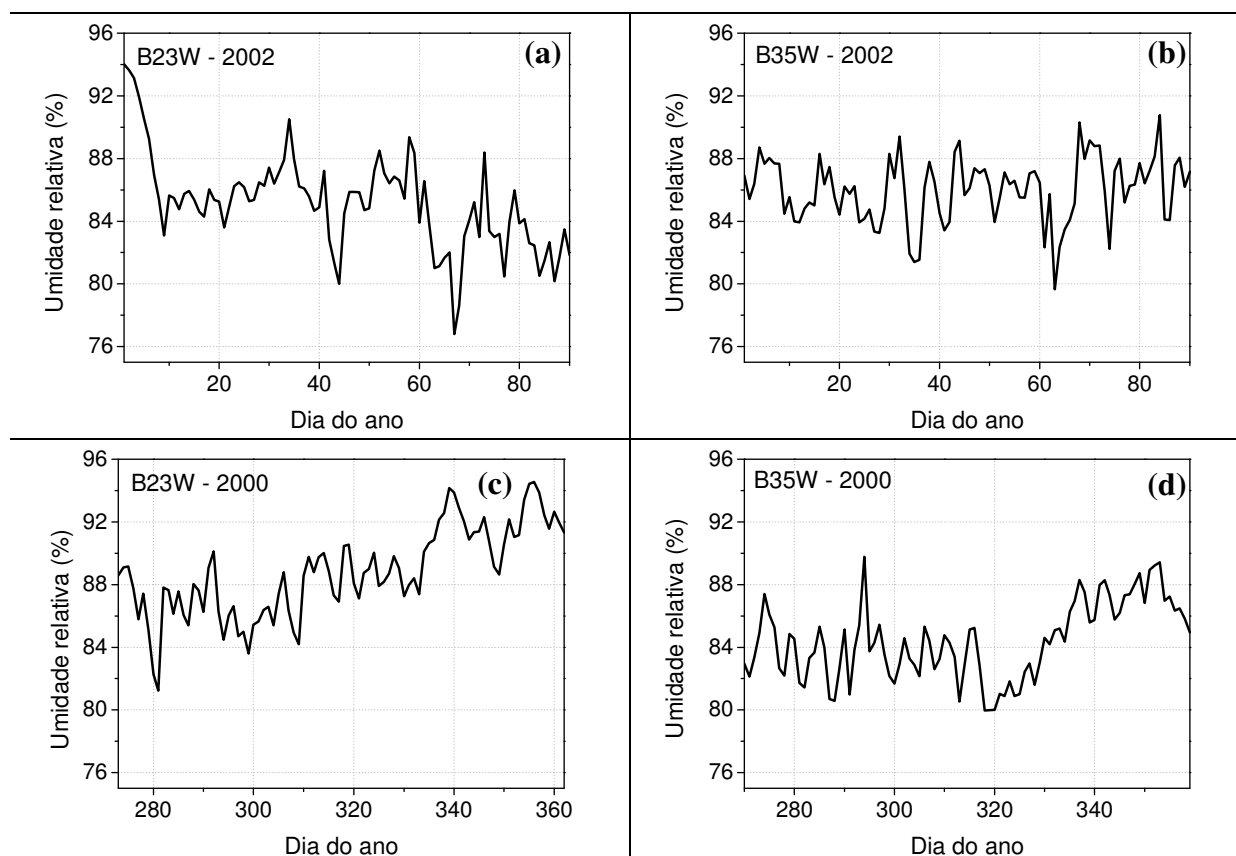 B23W - 2002
(a)
96
92
88
84
80
76
Umidade relativa (%)
20
40
60
80
Dia do ano
B35W - 2002
(b)
96
92
88
84
80
76
Umidade relativa (%)
20
40
60
80
Dia do ano
B23W - 2000
(c)
96
92
88
84
80
76
Umidade relativa (%)
280
300
320
340
360
Dia do ano
B35W - 2000
(d)
96
92
88
84
80
76
Umidade relativa (%)
280
300
320
340
Dia do ano